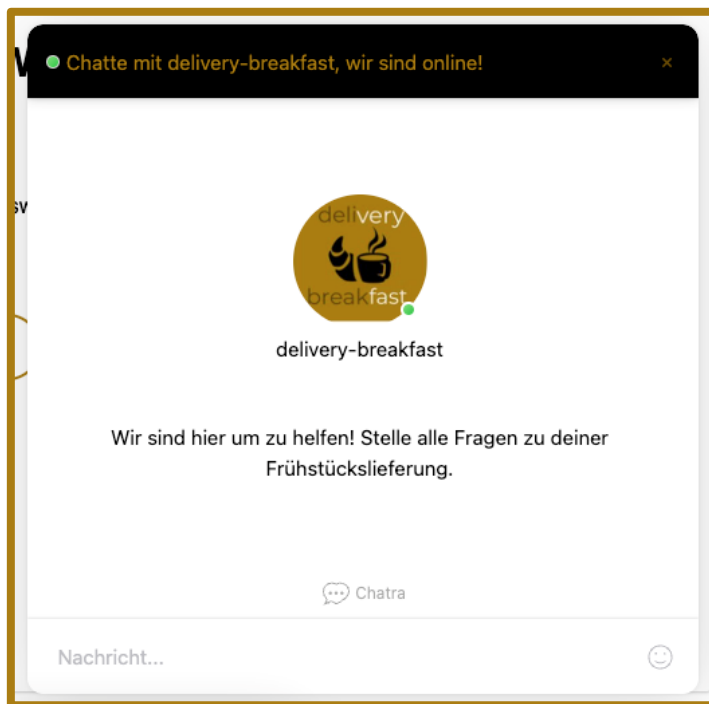 Chatte mit delivery-breakfast, wir sind online!
×
delivery
breakfast
delivery-breakfast
Wir sind hier um zu helfen! Stelle alle Fragen zu deiner
Frühstückslieferung.
Chatra
Nachricht...